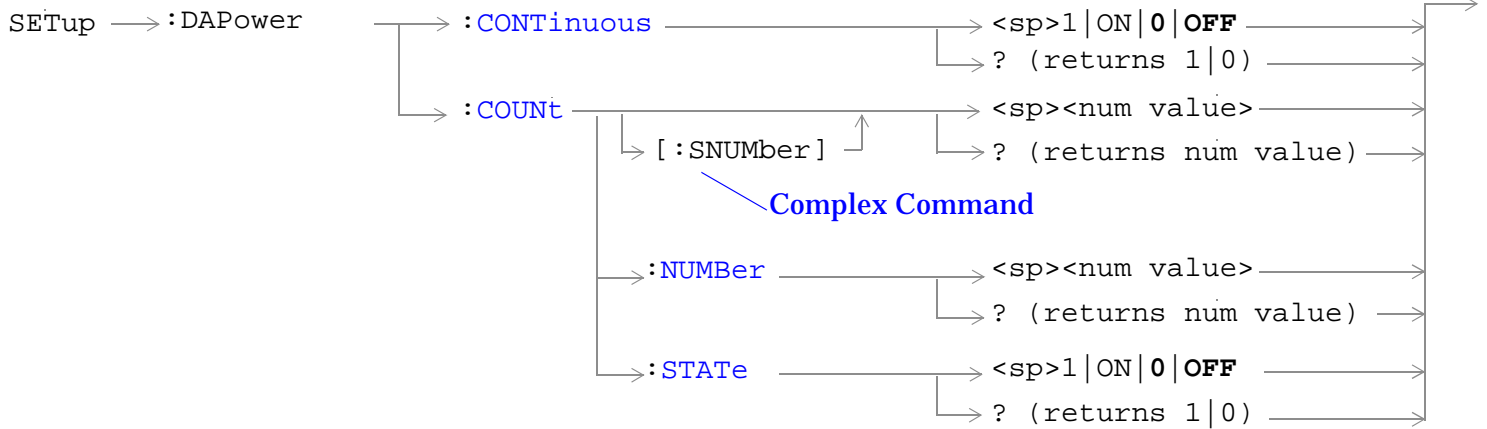 SETup :DAPower :CONTinuous <sp>1|ON|0|OFF
? (returns 1|0)
:COUNt <sp><num value>
[:SNUMber] ? (returns num value)
Complex Command
:NUMBer <sp><num value>
? (returns num value)
:STATe <sp>1|ON|0|OFF
? (returns 1|0)